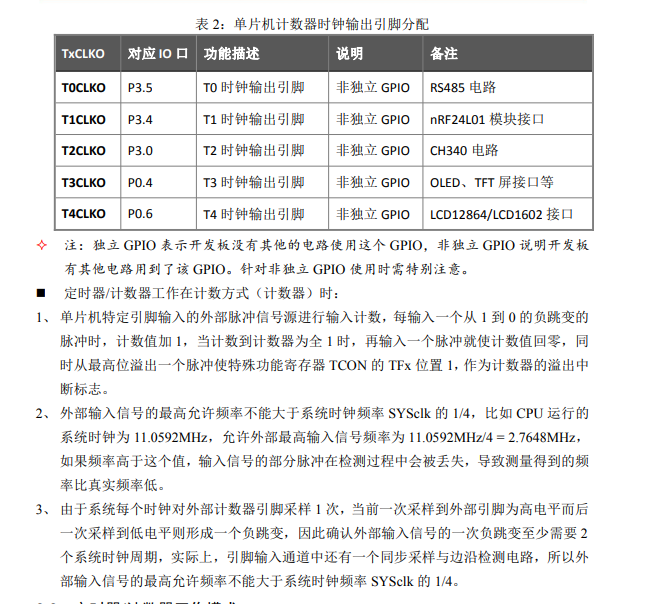 表 2：单片机计数器时钟输出引脚分配
TxCLKO 对应 IO 口 功能描述 说明 备注
T0CLKO P3.5 T0 时钟输出引脚 非独立 GPIO RS485 电路
T1CLKO P3.4 T1 时钟输出引脚 非独立 GPIO nRF24L01 模块接口
T2CLKO P3.0 T2 时钟输出引脚 非独立 GPIO CH340 电路
T3CLKO P0.4 T3 时钟输出引脚 非独立 GPIO OLED、TFT 屏接口等
T4CLKO P0.6 T4 时钟输出引脚 非独立 GPIO LCD12864/LCD1602 接口
✧ 注：独立 GPIO 表示开发板没有其他的电路使用这个 GPIO，非独立 GPIO 说明开发板
有其他电路用到了该 GPIO。针对非独立 GPIO 使用时需特别注意。
■ 定时器/计数器工作在计数方式（计数器）时：
1、 单片机特定引脚输入的外部脉冲信号源进行输入计数，每输入一个从 1 到 0 的负跳变的
脉冲时，计数值加 1，当计数到计数器为全 1 时，再输入一个脉冲就使计数值回零，同
时从最高位溢出一个脉冲使特殊功能寄存器 TCON 的 TFx 位置 1，作为计数器的溢出中
断标志。
2、 外部输入信号的最高允许频率不能大于系统时钟频率 SYSclk 的 1/4，比如 CPU 运行的
系统时钟为 11.0592MHz，允许外部最高输入信号频率为 11.0592MHz/4 = 2.7648MHz，
如果频率高于这个值，输入信号的部分脉冲在检测过程中会被丢失，导致测量得到的频
率比真实频率低。
3、 由于系统每个时钟对外部计数器引脚采样 1 次，当前一次采样到外部引脚为高电平而后
一次采样到低电平则形成一个负跳变，因此确认外部输入信号的一次负跳变至少需要 2
个系统时钟周期，实际上，引脚输入通道中还有一个同步采样与边沿检测电路，所以外
部输入信号的最高允许频率不能大于系统时钟频率 SYSclk 的 1/4。